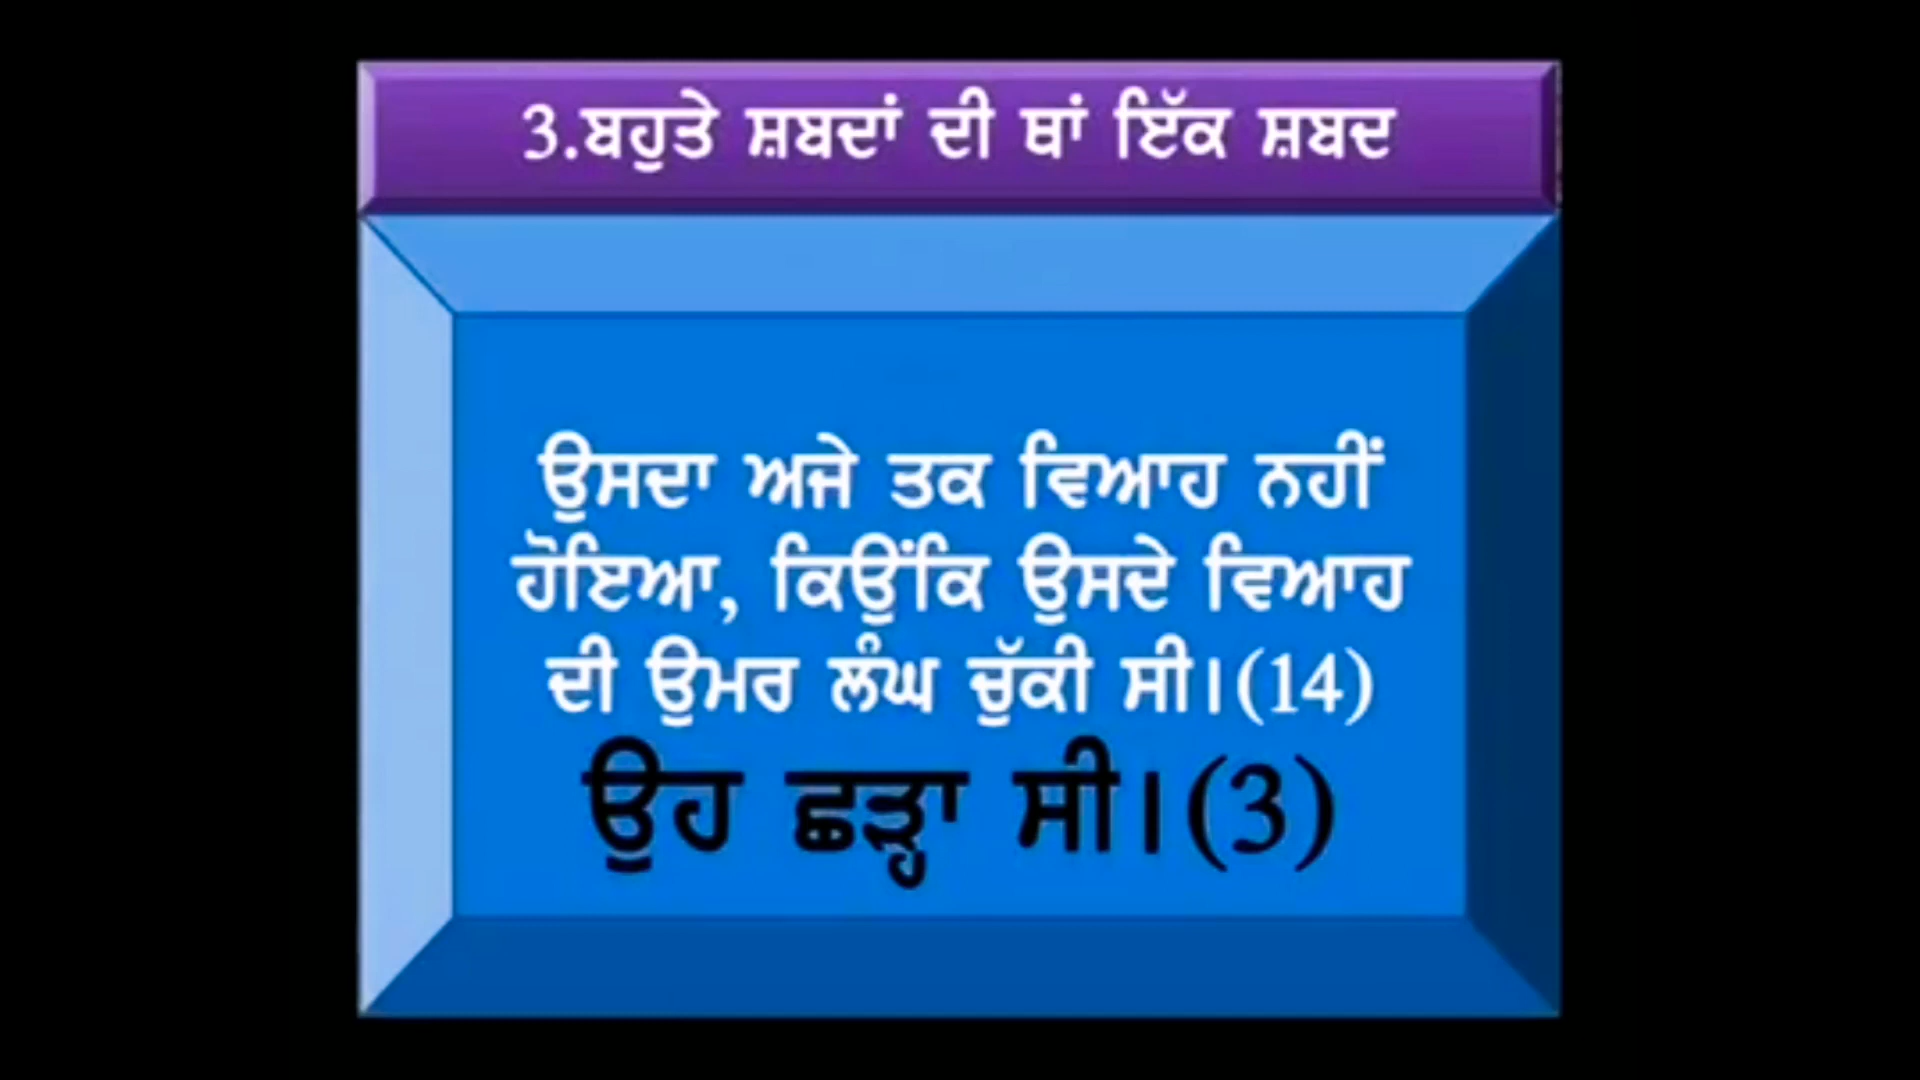 3.ਬਹੁਤੇ ਸ਼ਬਦਾਂ ਦੀ ਥਾਂ ਇੱਕ ਸ਼ਬਦ
ਉਸਦਾ ਅਜੇ ਤਕ ਵਿਆਹ ਨਹੀਂ
ਹੋਇਆ, ਕਿਉਂਕਿ ਉਸਦੇ ਵਿਆਹ
ਦੀ ਉਮਰ ਲੰਘ ਚੁੱਕੀ ਸੀ।(14)
ਉਹ ਛੜ੍ਹਾ ਸੀ।(3)